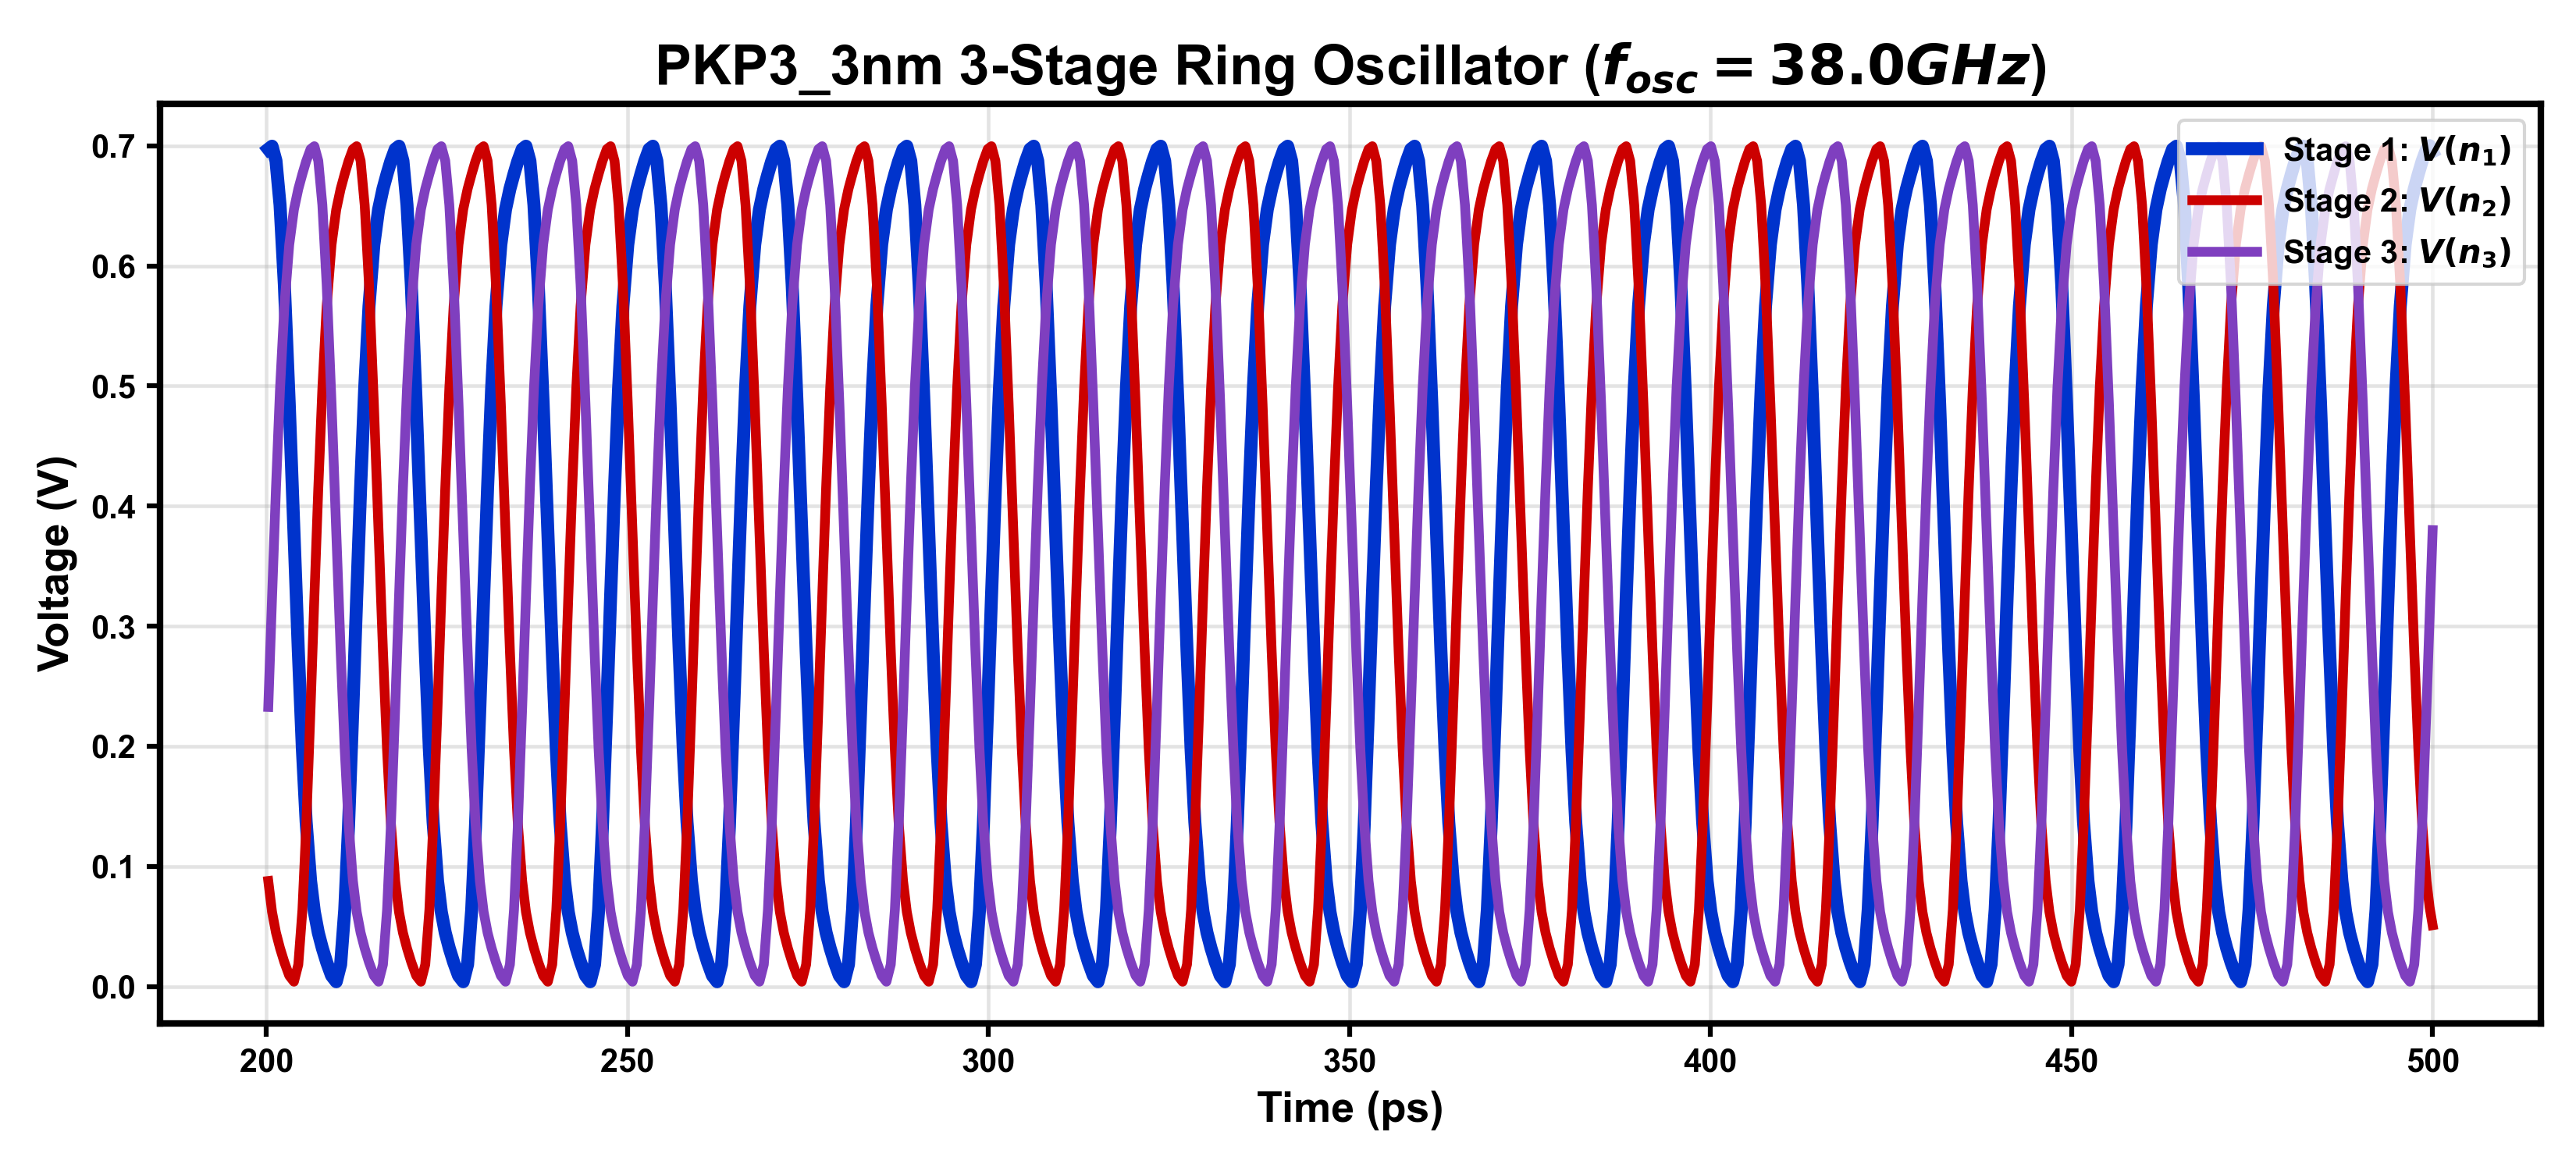 PKP3_3nm 3-Stage Ring Oscillator (f_osc = 38.0GHz)
0.7
0.6
0.5
0.4
0.3
0.2
0.1
0.0
Voltage (V)
Stage 1: V(n₁)
Stage 2: V(n₂)
Stage 3: V(n₃)
200 250 300 350 400 450 500
Time (ps)